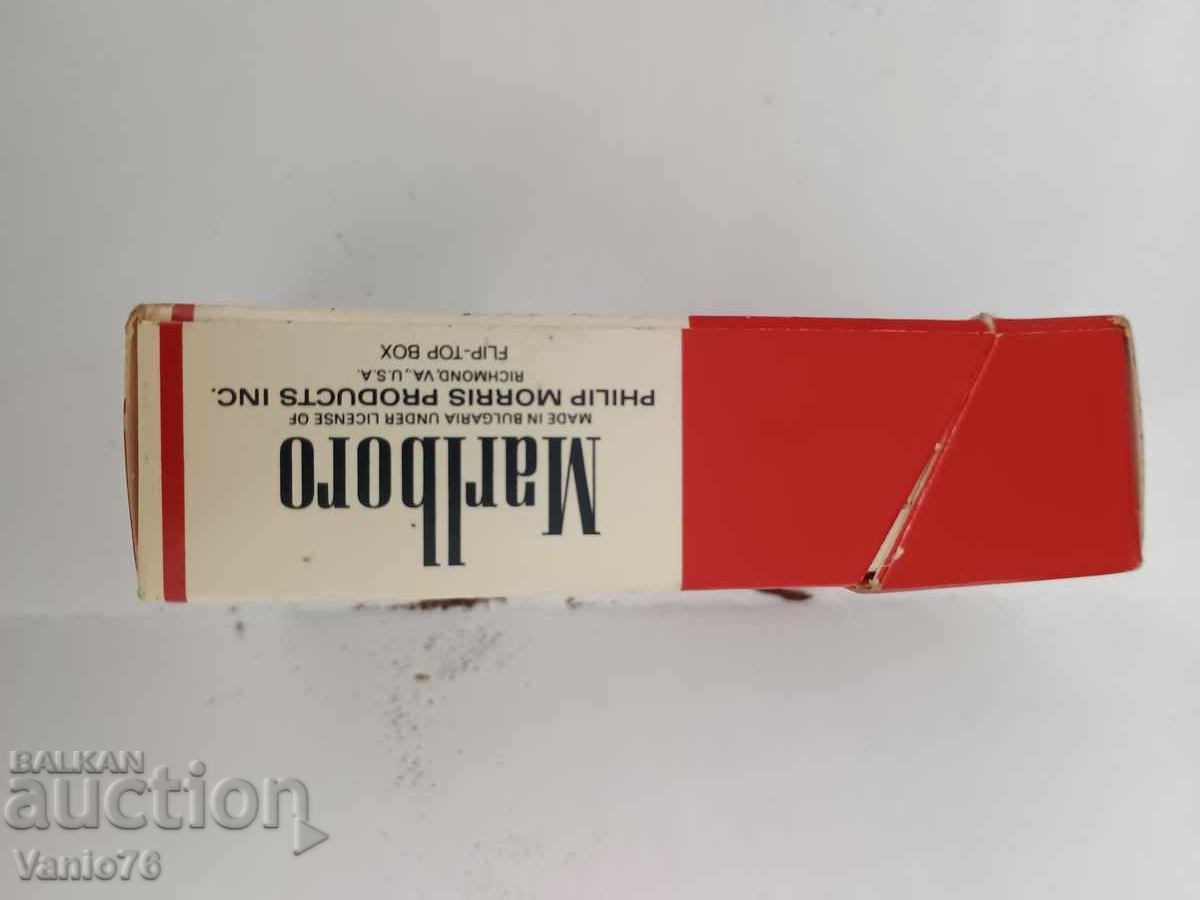 Marlboro
MADE IN BULGARIA UNDER LICENSE OF
PHILIP MORRIS PRODUCTS INC.
RICHMOND, VA., U.S.A.
FLIP-TOP BOX
BALKAN
auction
Vanio76